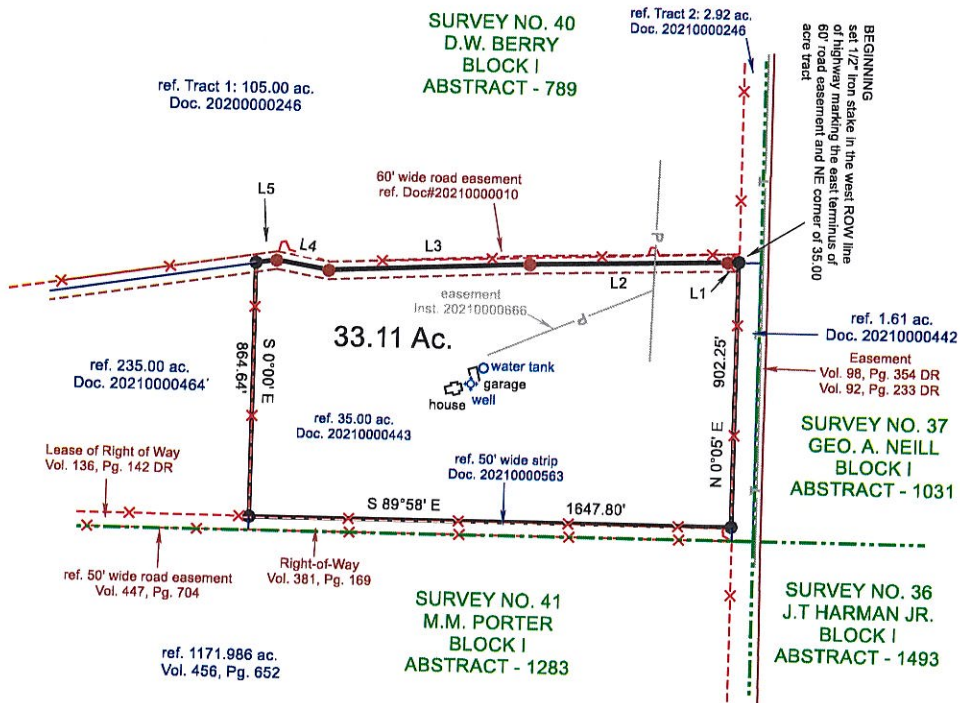 SURVEY NO. 40
D.W. BERRY
BLOCK I
ABSTRACT - 789
ref. Tract 2: 2.92 ac.
Doc. 20210000246
BEGINNING
set 1/2" iron stake in the west ROW line
of highway marking the east terminus of
60' road easement and NE corner of 35.00
acre tract
ref. Tract 1: 105.00 ac.
Doc. 20200000246
60' wide road easement
ref. Doc#20210000010
L5
L4
L3
P
L2
L1
easement
Inst. 20210000666
P
33.11 Ac.
ref. 1.61 ac.
Doc. 20210000442
Easement
Vol. 98, Pg. 354 DR
Vol. 92, Pg. 233 DR
S 0°00' E
864.64'
902.25'
N 0°05' E
ref. 235.00 ac.
Doc. 20210000464'
water tank
garage
well
house
ref. 35.00 ac.
Doc. 20210000443
SURVEY NO. 37
GEO. A. NEILL
BLOCK I
ABSTRACT - 1031
Lease of Right of Way
Vol. 136, Pg. 142 DR
ref. 50' wide strip
Doc. 20210000563
S 89°58' E
1647.80'
ref. 50' wide road easement
Vol. 447, Pg. 704
Right-of-Way
Vol. 381, Pg. 169
SURVEY NO. 41
M.M. PORTER
BLOCK I
ABSTRACT - 1283
SURVEY NO. 36
J.T HARMAN JR.
BLOCK I
ABSTRACT - 1493
ref. 1171.986 ac.
Vol. 456, Pg. 652